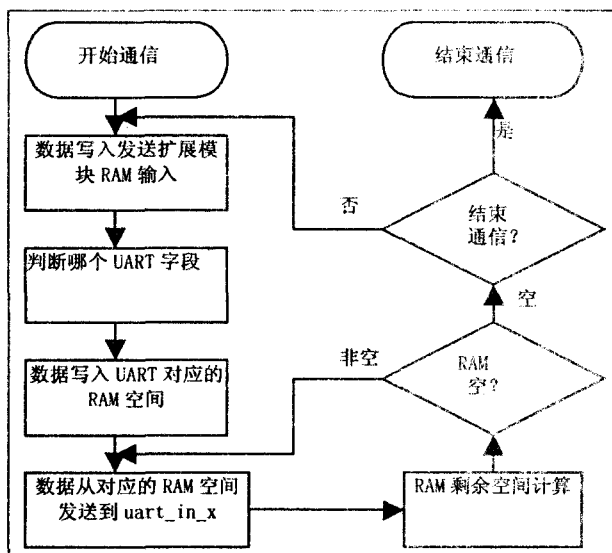 开始通信
数据写入发送扩展模
块 RAM 输入
判断哪个 UART 字段
数据写入 UART 对应的
RAM 空间
数据从对应的 RAM 空间
发送到 uart_in_x
RAM 剩余空间计算
RAM
空？
非空
空
结束
通信？
否
是
结束通信